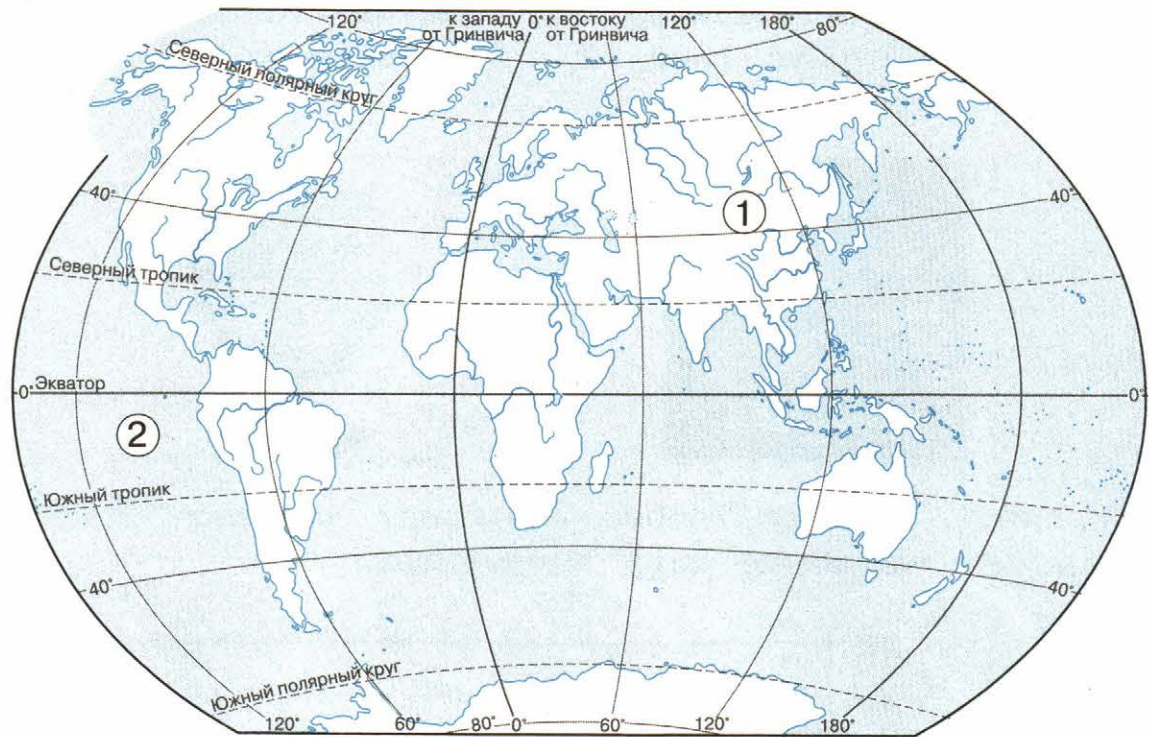 120° к западу 0° к востоку 120° 180° 80°
от Гринвича от Гринвича
Северный полярный круг
40° 1 40°
Северный тропик
0° Экватор 0°
2
Южный тропик
40° 40°
Южный полярный круг
120° 60° 80° 0° 60° 120° 180°